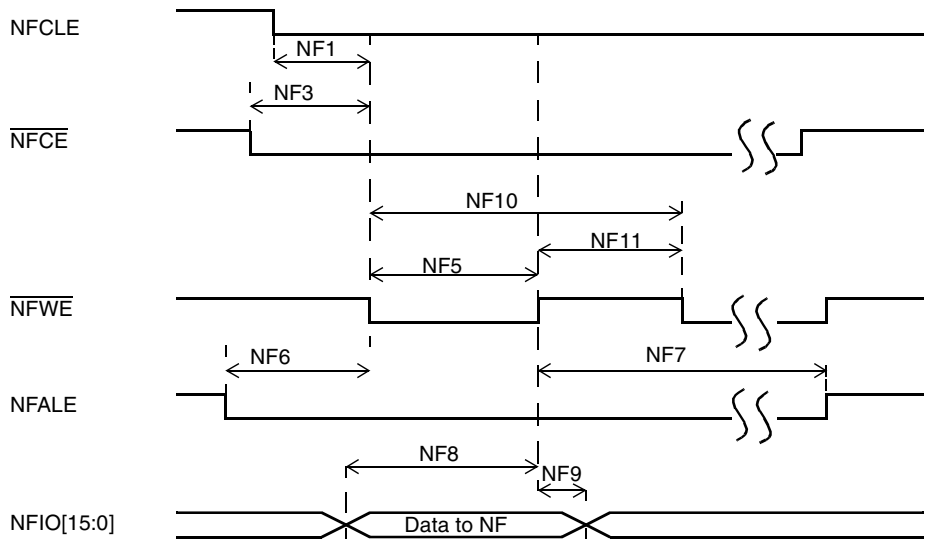 NFCLE
NF1
NF3
NFCE
NF10
NF11
NF5
NFWE
NF6
NF7
NFALE
NF8
NF9
NFIO[15:0]
Data to NF